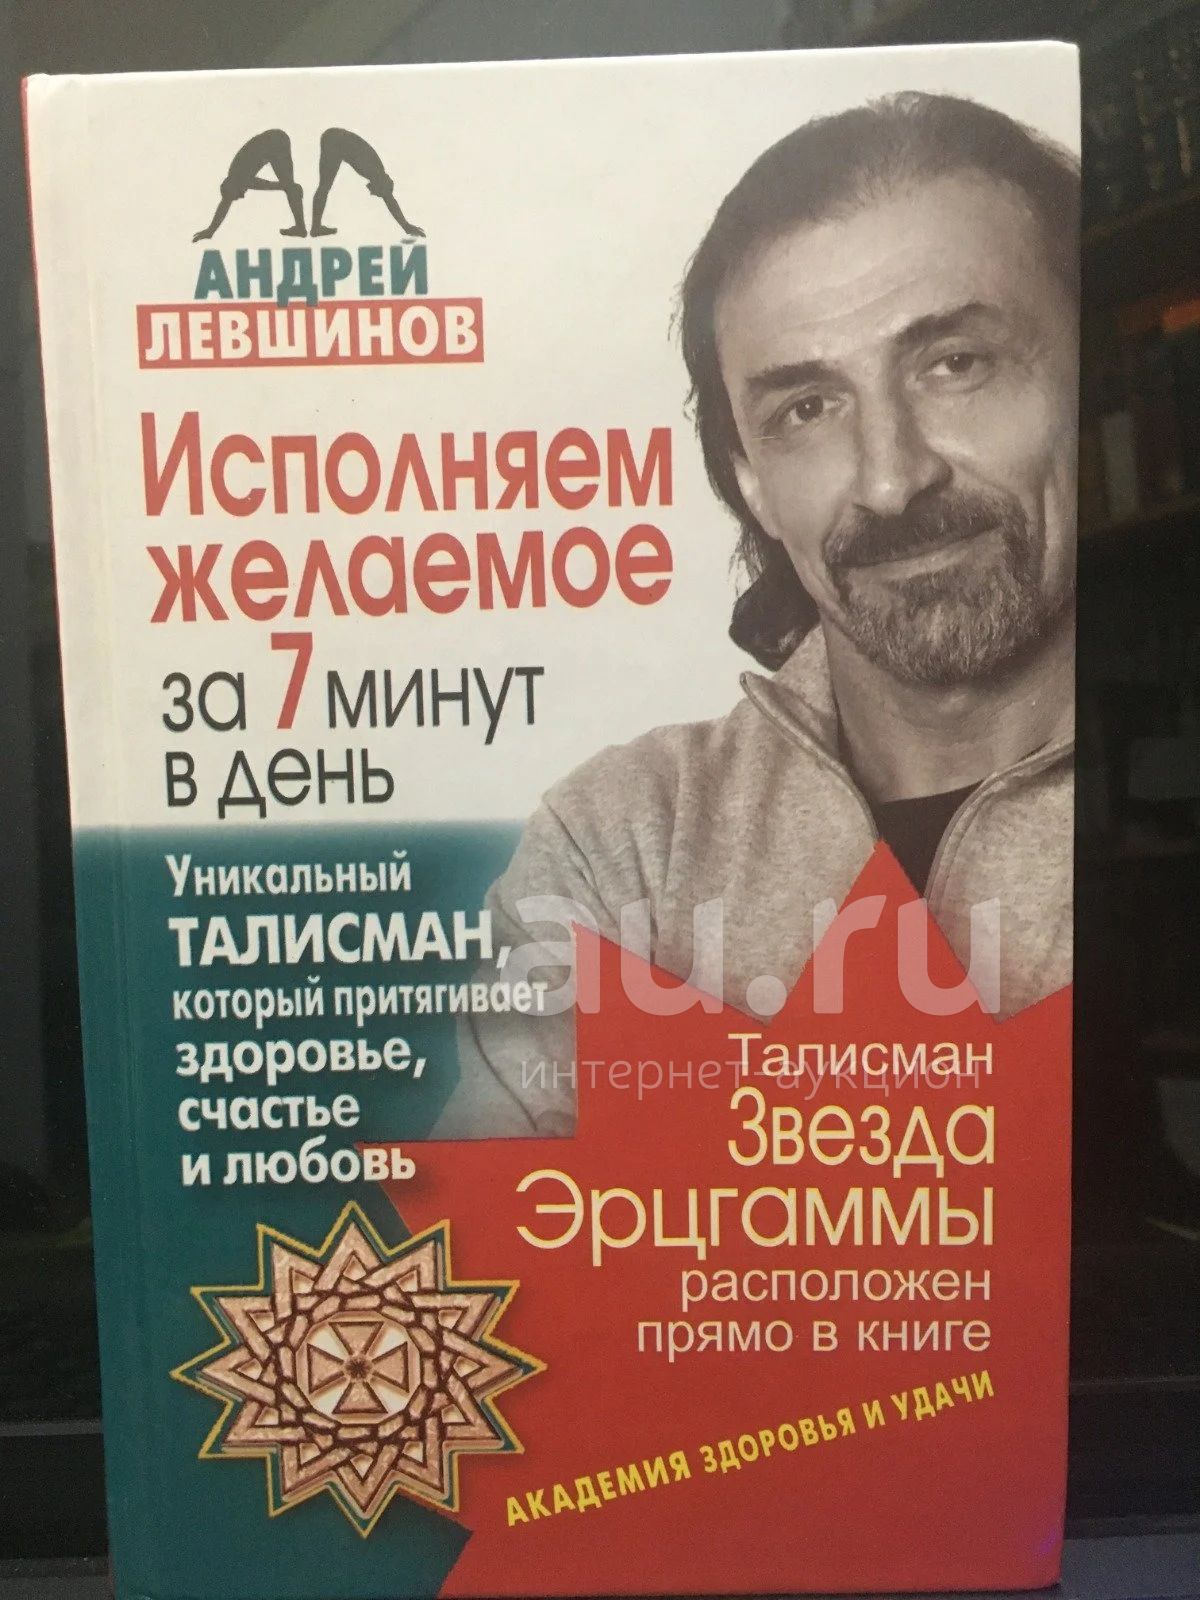 АНДРЕЙ
ЛЕВШИНОВ
Исполняем
желаемое
за 7 минут
в день
Уникальный
ТАЛИСМАН,
который притягивает
здоровье,
счастье
и любовь
au.ru
интернет-аукцион
Талисман
Звезда
Эрцгаммы
расположен
прямо в книге
АКАДЕМИЯ ЗДОРОВЬЯ И УДАЧИ